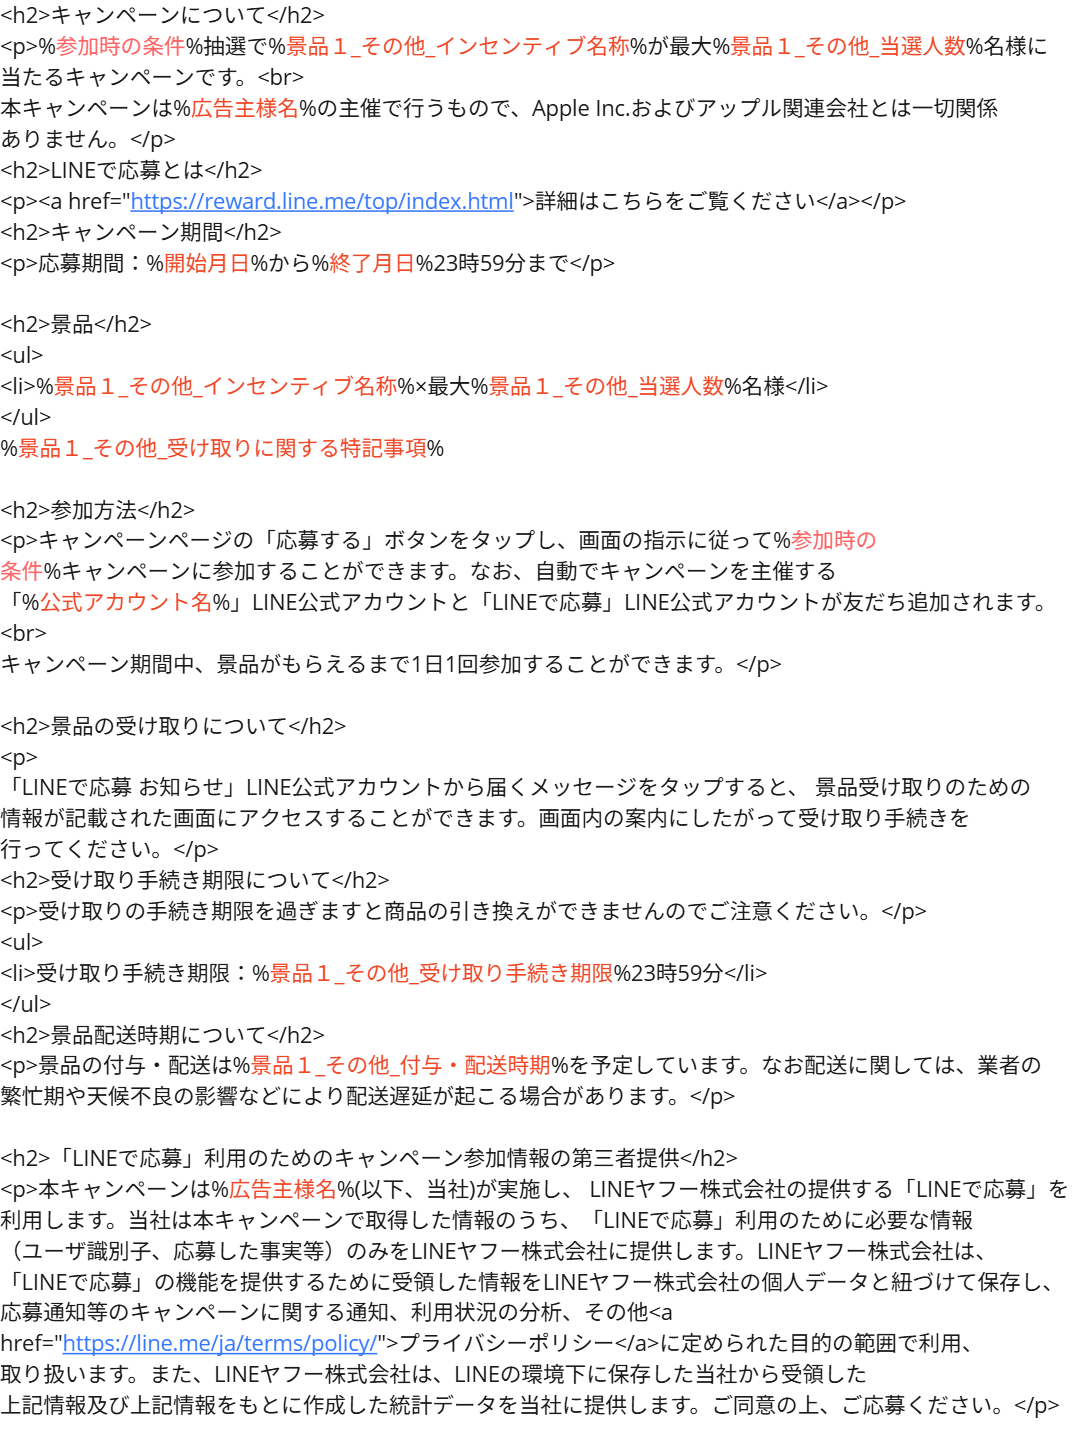 <h2>キャンペーンについて</h2>
<p>%参加時の条件%抽選で%景品１_その他_インセンティブ名称%が最大%景品１_その他_当選人数%名様に
当たるキャンペーンです。<br>
本キャンペーンは%広告主様名%の主催で行うもので、Apple Inc.およびアップル関連会社とは一切関係
ありません。</p>
<h2>LINEで応募とは</h2>
<p><a href="https://reward.line.me/top/index.html">詳細はこちらをご覧ください</a></p>
<h2>キャンペーン期間</h2>
<p>応募期間：%開始月日%から%終了月日%23時59分まで</p>
<h2>景品</h2>
<ul>
<li>%景品１_その他_インセンティブ名称%×最大%景品１_その他_当選人数%名様</li>
</ul>
%景品１_その他_受け取りに関する特記事項%
<h2>参加方法</h2>
<p>キャンペーンページの「応募する」ボタンをタップし、画面の指示に従って%参加時の
条件%キャンペーンに参加することができます。なお、自動でキャンペーンを主催する
「%公式アカウント名%」LINE公式アカウントと「LINEで応募」LINE公式アカウントが友だち追加されます。
<br>
キャンペーン期間中、景品がもらえるまで1日1回参加することができます。</p>
<h2>景品の受け取りについて</h2>
<p>
「LINEで応募 お知らせ」LINE公式アカウントから届くメッセージをタップすると、 景品受け取りのための
情報が記載された画面にアクセスすることができます。画面内の案内にしたがって受け取り手続きを
行ってください。</p>
<h2>受け取り手続き期限について</h2>
<p>受け取りの手続き期限を過ぎますと商品の引き換えができませんのでご注意ください。</p>
<ul>
<li>受け取り手続き期限：%景品１_その他_受け取り手続き期限%23時59分</li>
</ul>
<h2>景品配送時期について</h2>
<p>景品の付与・配送は%景品１_その他_付与・配送時期%を予定しています。なお配送に関しては、業者の
繁忙期や天候不良の影響などにより配送遅延が起こる場合があります。</p>
<h2>「LINEで応募」利用のためのキャンペーン参加情報の第三者提供</h2>
<p>本キャンペーンは%広告主様名%(以下、当社)が実施し、 LINEヤフー株式会社の提供する「LINEで応募」を
利用します。当社は本キャンペーンで取得した情報のうち、「LINEで応募」利用のために必要な情報
（ユーザ識別子、応募した事実等）のみをLINEヤフー株式会社に提供します。LINEヤフー株式会社は、
「LINEで応募」の機能を提供するために受領した情報をLINEヤフー株式会社の個人データと紐づけて保存し、
応募通知等のキャンペーンに関する通知、利用状況の分析、その他<a
href="https://line.me/ja/terms/policy/">プライバシーポリシー</a>に定められた目的の範囲で利用、
取り扱います。また、LINEヤフー株式会社は、LINEの環境下に保存した当社から受領した
上記情報及び上記情報をもとに作成した統計データを当社に提供します。ご同意の上、ご応募ください。</p>